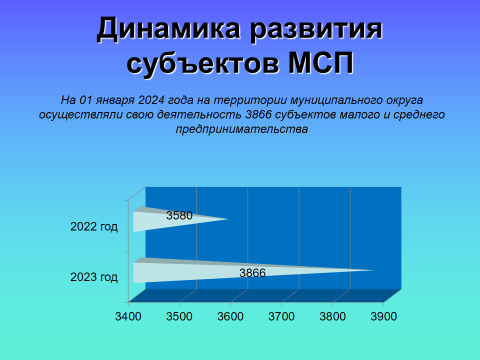 Динамика развития
субъектов МСП
На 01 января 2024 года на территории муниципального округа
осуществляли свою деятельность 3866 субъектов малого и среднего
предпринимательства
2022 год
3580
2023 год
3866
3400 3500 3600 3700 3800 3900